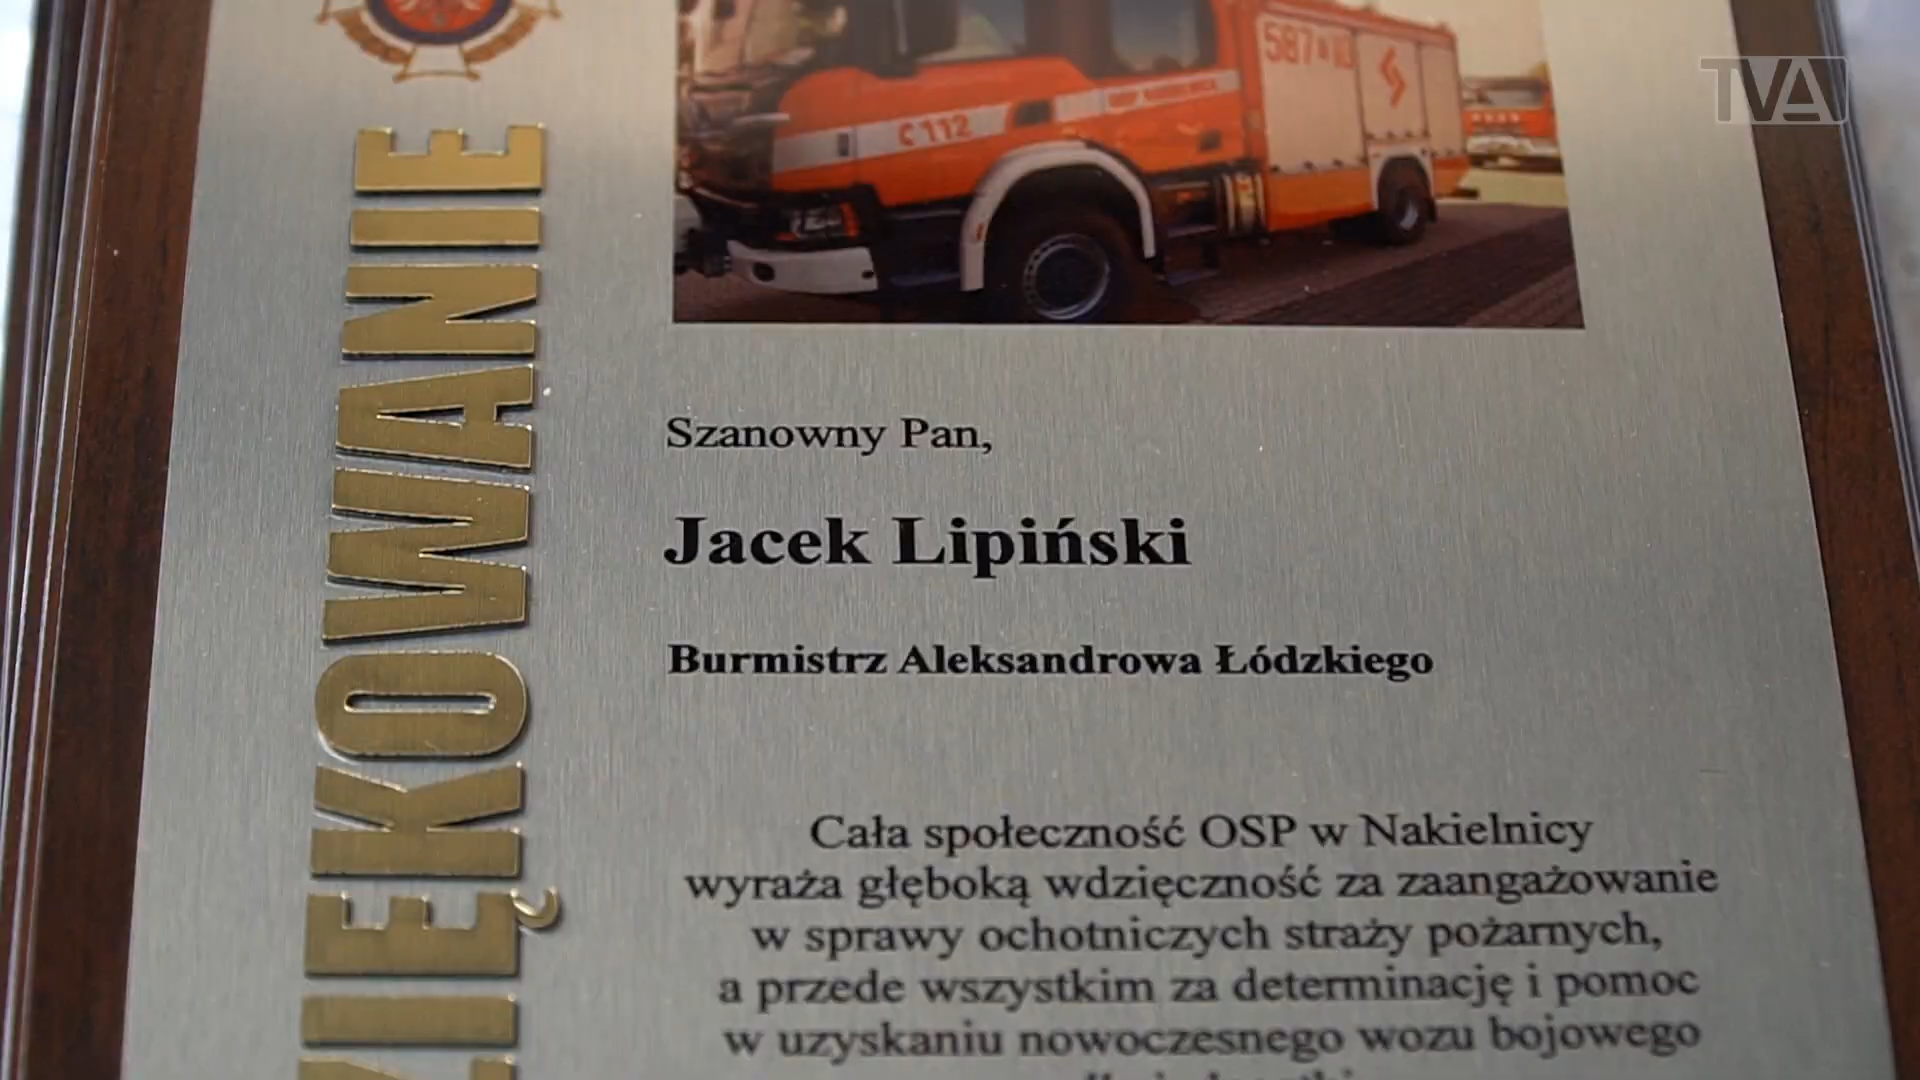 TVA
587
C 112
ZIĘKOWANIE
Szanowny Pan,
Jacek Lipiński
Burmistrz Aleksandrowa Łódzkiego
Cała społeczność OSP w Nakielnicy
wyraża głęboką wdzięczność za zaangażowanie
w sprawy ochotniczych straży pożarnych,
a przede wszystkim za determinację i pomoc
w uzyskaniu nowoczesnego wozu bojowego